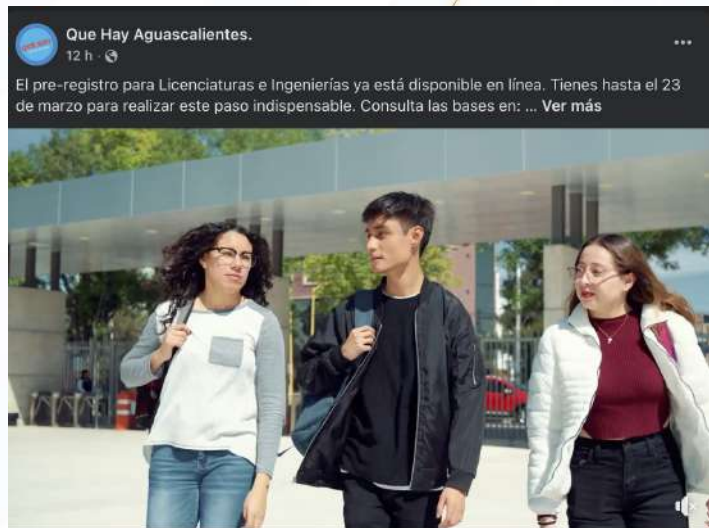 Que Hay Aguascalientes.
12 h ·
El pre-registro para Licenciaturas e Ingenierías ya está disponible en línea. Tienes hasta el 23
de marzo para realizar este paso indispensable. Consulta las bases en: ... Ver más